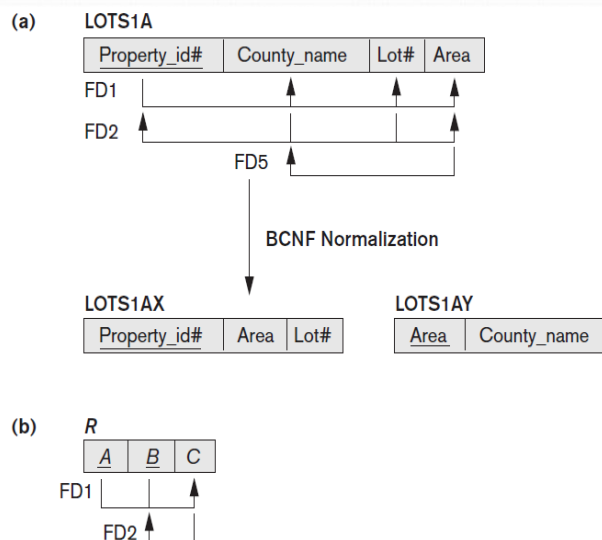 (a)
LOTS1A
Property_id# County_name Lot# Area
FD1
FD2
FD5
BCNF Normalization
LOTS1AX
Property_id# Area Lot#
LOTS1AY
Area County_name
(b)
R
A B C
FD1
FD2